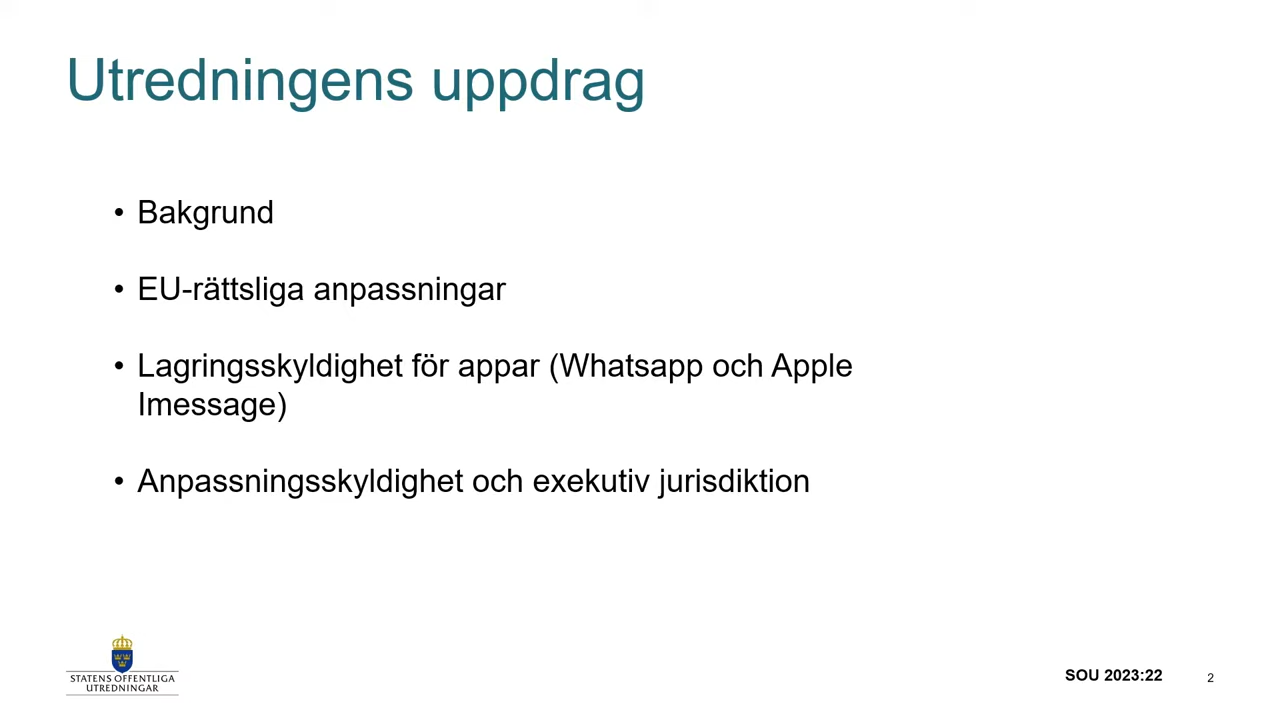 Utredningens uppdrag
• Bakgrund
• EU-rättsliga anpassningar
• Lagringsskyldighet för appar (Whatsapp och Apple
Imessage)
• Anpassningsskyldighet och exekutiv jurisdiktion
STATENS OFFENTLIGA
UTREDNINGAR
SOU 2023:22
2